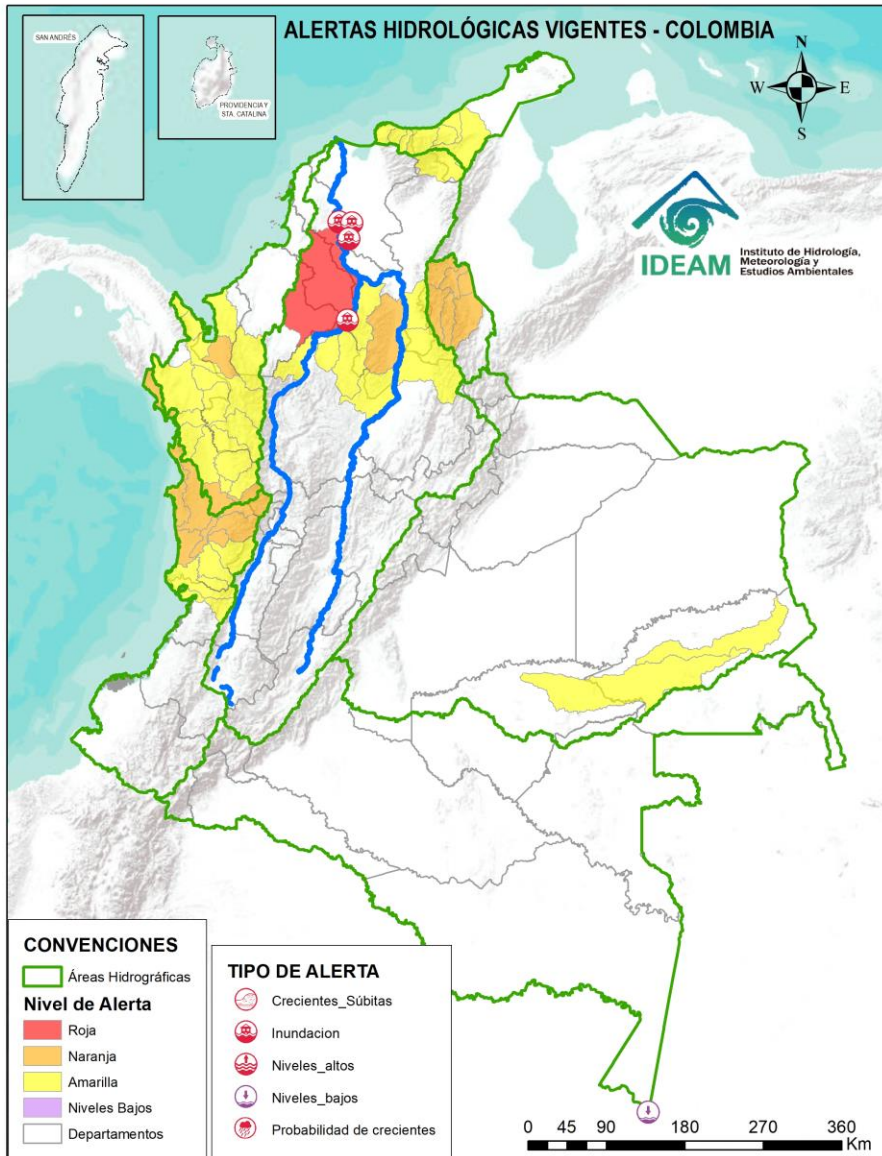 ALERTAS HIDROLÓGICAS VIGENTES - COLOMBIA
SAN ANDRÉS
PROVIDENCIA Y
STA. CATALINA
N
W
E
S
IDEAM
Instituto de Hidrología,
Meteorología y
Estudios Ambientales
CONVENCIONES
Áreas Hidrográficas
Nivel de Alerta
Roja
Naranja
Amarilla
Niveles Bajos
Departamentos
TIPO DE ALERTA
Crecientes_Súbitas
Inundacion
Niveles_altos
Niveles_bajos
Probabilidad de crecientes
0 45 90 180 270 360
Km